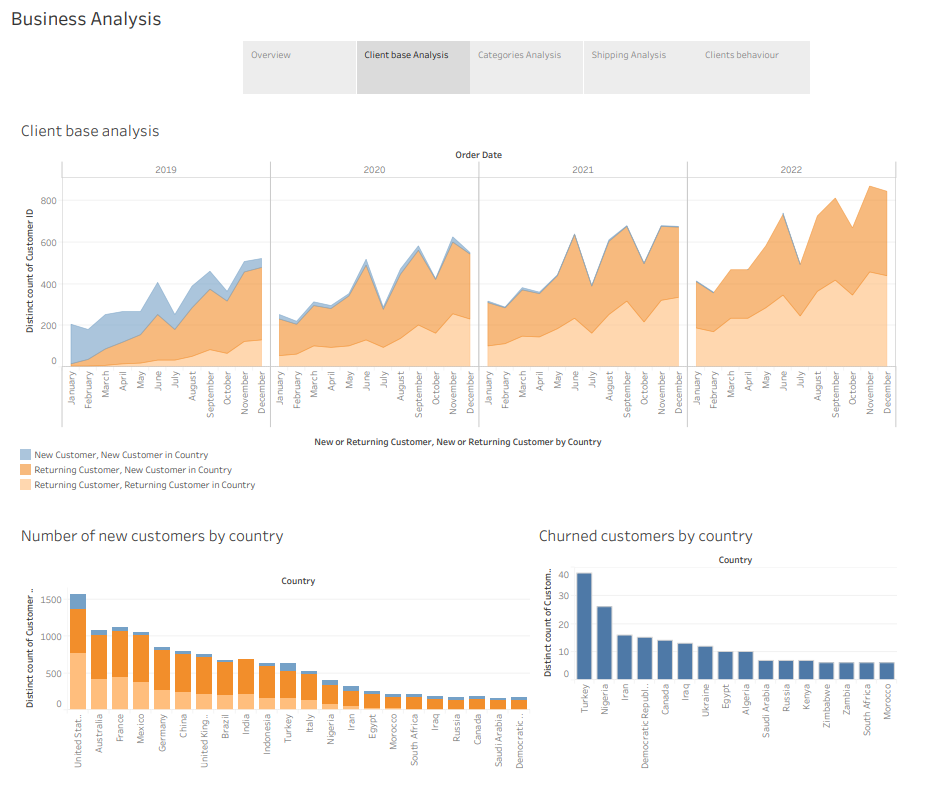 Business Analysis
Overview
Client base Analysis
Categories Analysis
Shipping Analysis
Clients behaviour
Client base analysis
Order Date
2019
2020
2021
2022
Distinct count of Customer ID
800
600
400
200
0
January
February
March
April
May
June
July
August
September
October
November
December
January
February
March
April
May
June
July
August
September
October
November
December
January
February
March
April
May
June
July
August
September
October
November
December
January
February
March
April
May
June
July
August
September
October
November
December
New or Returning Customer, New or Returning Customer by Country
New Customer, New Customer in Country
Returning Customer, New Customer in Country
Returning Customer, Returning Customer in Country
Number of new customers by country
Country
Distinct count of Customer ..
1500
1000
500
0
United Stat..
Australia
France
Mexico
Germany
China
United King..
Brazil
India
Indonesia
Turkey
Italy
Nigeria
Iran
Egypt
Morocco
South Africa
Iraq
Russia
Canada
Saudi Arabia
Democratic ..
Churned customers by country
Country
Distinct count of Custom..
40
30
20
10
0
Turkey
Nigeria
Iran
Democratic Republ..
Canada
Iraq
Ukraine
Egypt
Algeria
Saudi Arabia
Russia
Kenya
Zimbabwe
Zambia
South Africa
Morocco